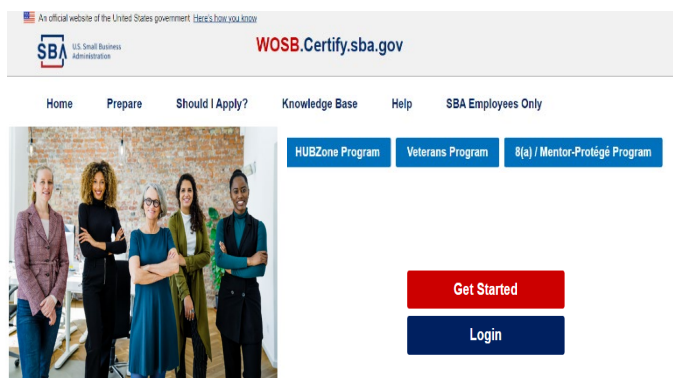 An official website of the United States government Here's how you know
SBA U.S. Small Business
Administration
WOSB.Certify.sba.gov
Home Prepare Should I Apply? Knowledge Base Help SBA Employees Only
HUBZone Program Veterans Program 8(a) / Mentor-Protégé Program
Get Started
Login